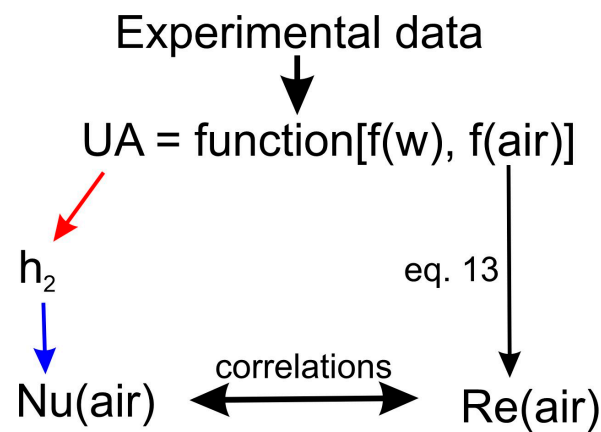 Experimental data
UA = function[f(w), f(air)]
h₂
eq. 13
correlations
Nu(air)
Re(air)